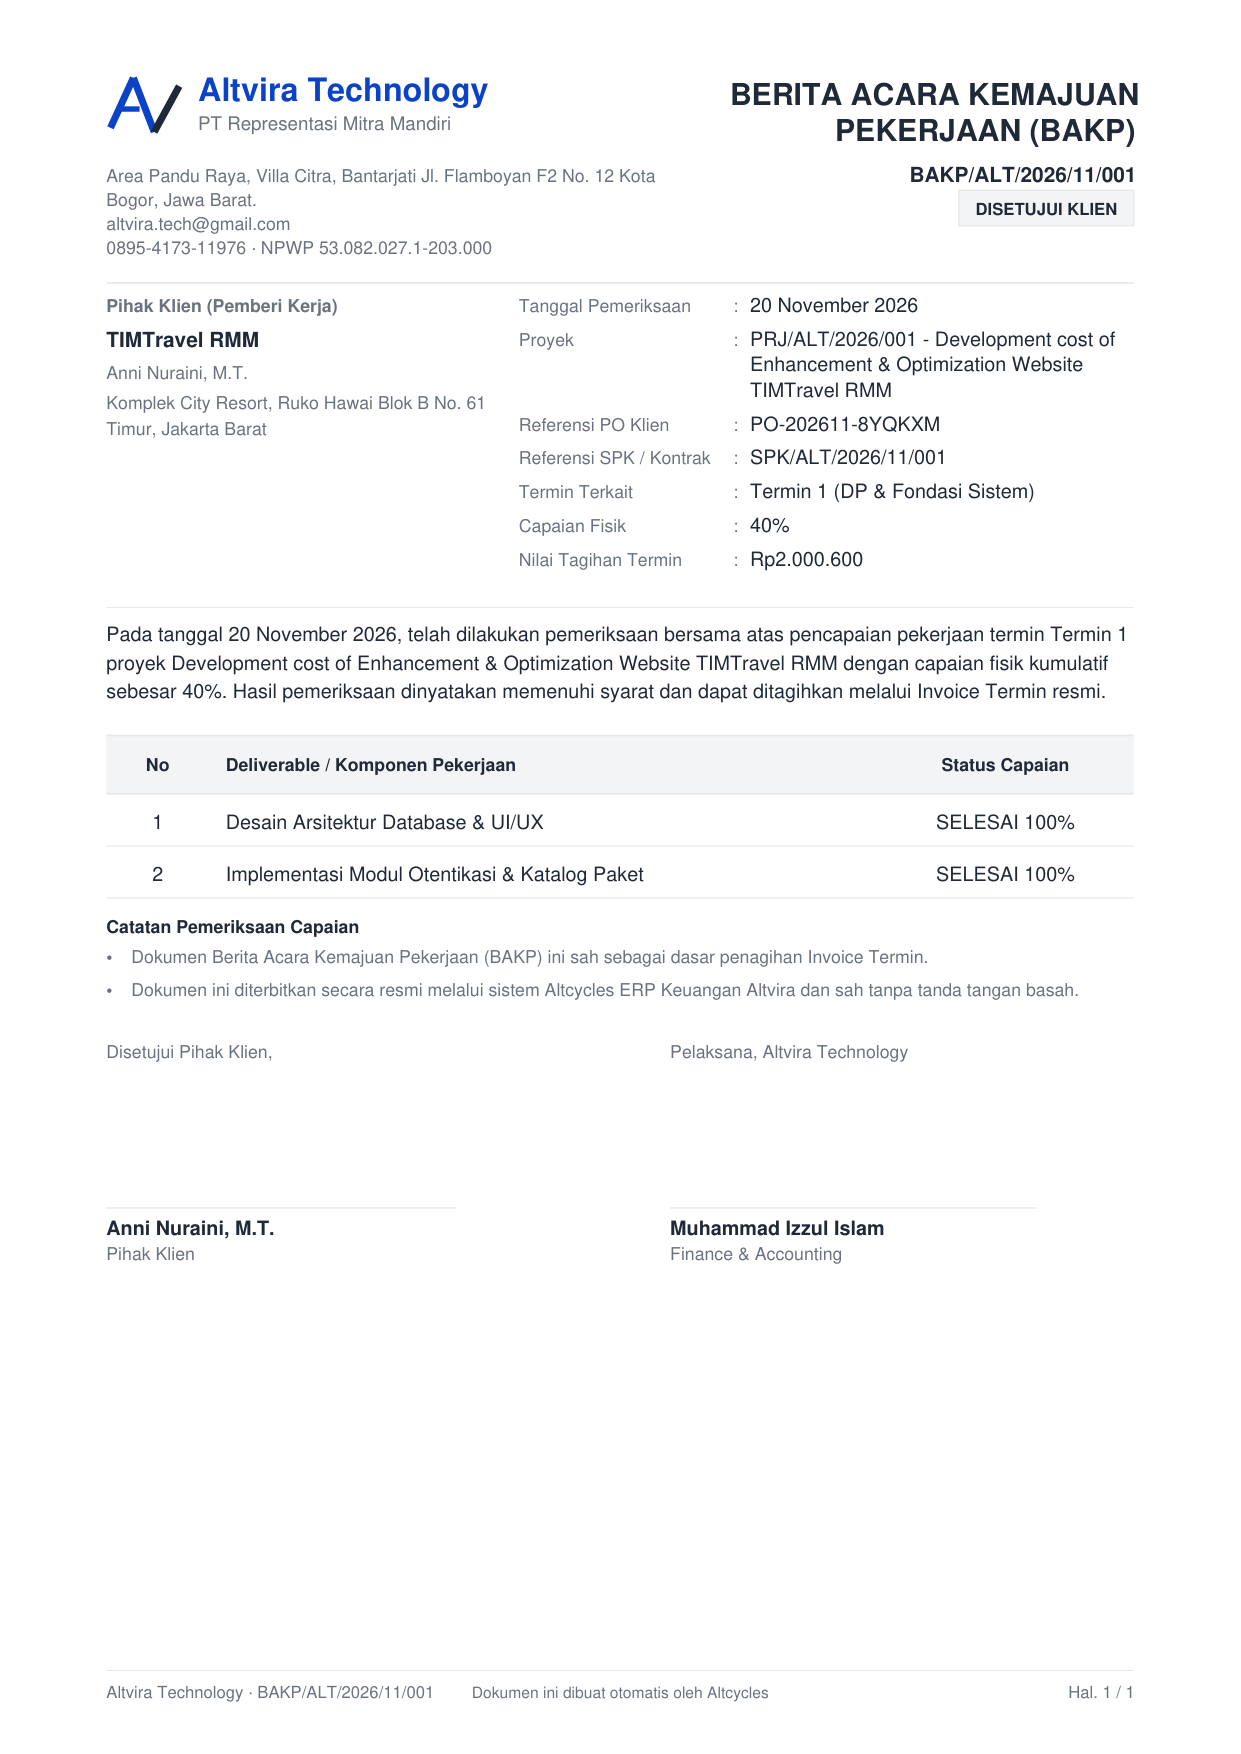 Altvira Technology
PT Representasi Mitra Mandiri
BERITA ACARA KEMAJUAN
PEKERJAAN (BAKP)
Area Pandu Raya, Villa Citra, Bantarjati Jl. Flamboyan F2 No. 12 Kota
Bogor, Jawa Barat.
altvira.tech@gmail.com
0895-4173-11976 · NPWP 53.082.027.1-203.000
BAKP/ALT/2026/11/001
DISETUJUI KLIEN
Pihak Klien (Pemberi Kerja)
TIMTravel RMM
Anni Nuraini, M.T.
Komplek City Resort, Ruko Hawai Blok B No. 61
Timur, Jakarta Barat
Tanggal Pemeriksaan : 20 November 2026
Proyek : PRJ/ALT/2026/001 - Development cost of
Enhancement & Optimization Website
TIMTravel RMM
Referensi PO Klien : PO-202611-8YQKXM
Referensi SPK / Kontrak : SPK/ALT/2026/11/001
Termin Terkait : Termin 1 (DP & Fondasi Sistem)
Capaian Fisik : 40%
Nilai Tagihan Termin : Rp2.000.600
Pada tanggal 20 November 2026, telah dilakukan pemeriksaan bersama atas pencapaian pekerjaan termin Termin 1
proyek Development cost of Enhancement & Optimization Website TIMTravel RMM dengan capaian fisik kumulatif
sebesar 40%. Hasil pemeriksaan dinyatakan memenuhi syarat dan dapat ditagihkan melalui Invoice Termin resmi.
No Deliverable / Komponen Pekerjaan Status Capaian
1 Desain Arsitektur Database & UI/UX SELESAI 100%
2 Implementasi Modul Otentikasi & Katalog Paket SELESAI 100%
Catatan Pemeriksaan Capaian
• Dokumen Berita Acara Kemajuan Pekerjaan (BAKP) ini sah sebagai dasar penagihan Invoice Termin.
• Dokumen ini diterbitkan secara resmi melalui sistem Altcycles ERP Keuangan Altvira dan sah tanpa tanda tangan basah.
Disetujui Pihak Klien, Pelaksana, Altvira Technology
Anni Nuraini, M.T. Muhammad Izzul Islam
Pihak Klien Finance & Accounting
Altvira Technology · BAKP/ALT/2026/11/001 Dokumen ini dibuat otomatis oleh Altcycles Hal. 1 / 1